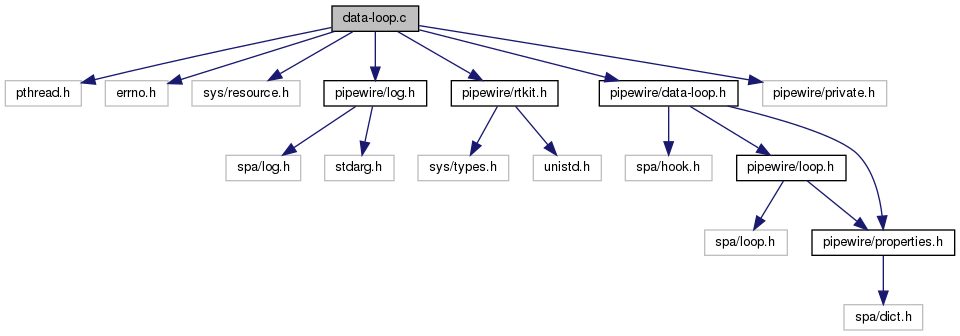 data-loop.c
pthread.h
errno.h
sys/resource.h
pipewire/log.h
pipewire/rtkit.h
pipewire/data-loop.h
pipewire/private.h
spa/log.h
stdarg.h
sys/types.h
unistd.h
spa/hook.h
pipewire/loop.h
spa/loop.h
pipewire/properties.h
spa/dict.h